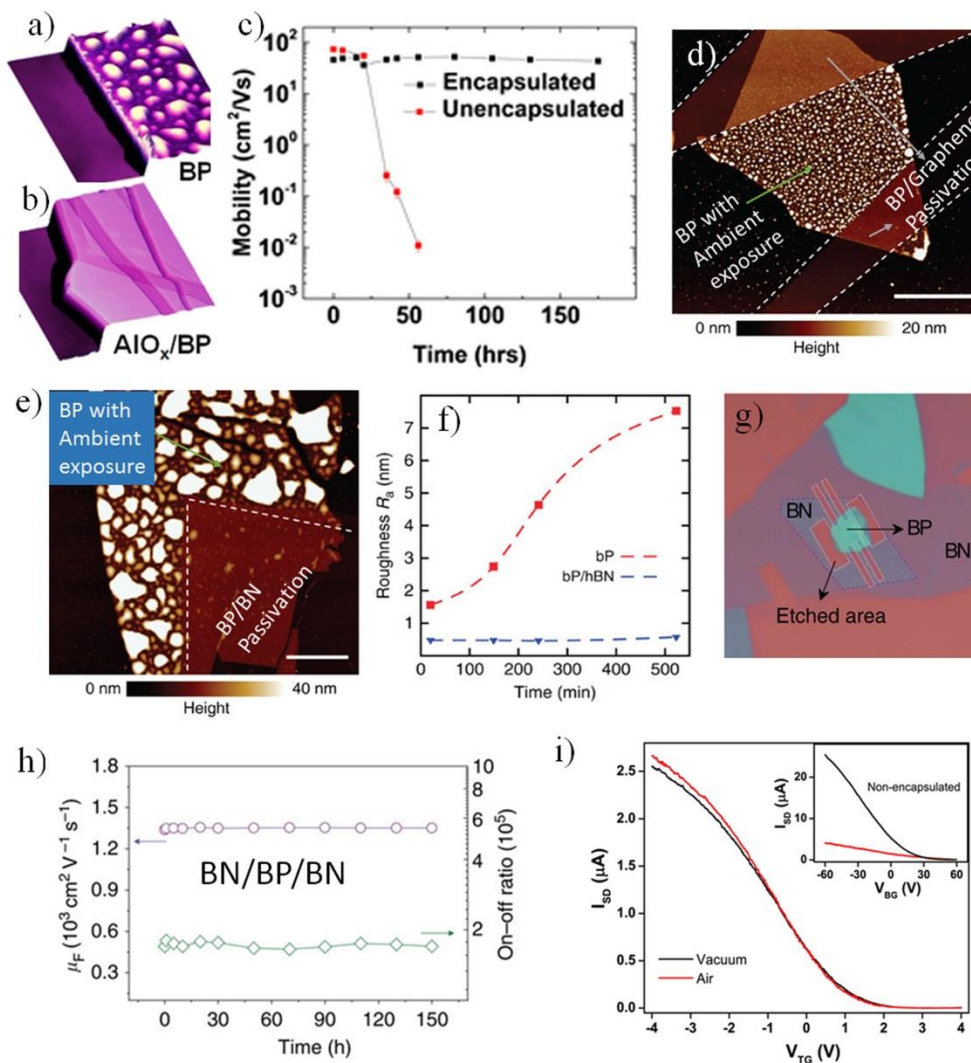 a)
BP
b)
AlOx/BP
c)
10²
10¹
10⁰
10⁻¹
10⁻²
10⁻³
Mobility (cm²/Vs)
Encapsulated
Unencapsulated
0 50 100 150
Time (hrs)
d)
BP with
Ambient
exposure
BP/Graphene
Passivation
0 nm 20 nm
Height
e)
BP with
Ambient
exposure
BP/BN
Passivation
0 nm 40 nm
Height
f)
7
6
5
4
3
2
1
Roughness Ra (nm)
bP
bP/hBN
0 100 200 300 400 500
Time (min)
g)
BN
BP
BN
Etched area
h)
1.8
1.5
1.2
0.9
0.6
0.3
μF (10³ cm² V⁻¹ s⁻¹)
BN/BP/BN
10
8
6
4
2
On–off ratio (10⁵)
0 30 60 90 120 150
Time (h)
i)
2.5
2.0
1.5
1.0
0.5
0.0
ISD (μA)
Vacuum
Air
-4 -3 -2 -1 0 1 2 3 4
VTG (V)
20
10
0
ISD (μA)
Non-encapsulated
-60 -30 0 30 60
VBG (V)